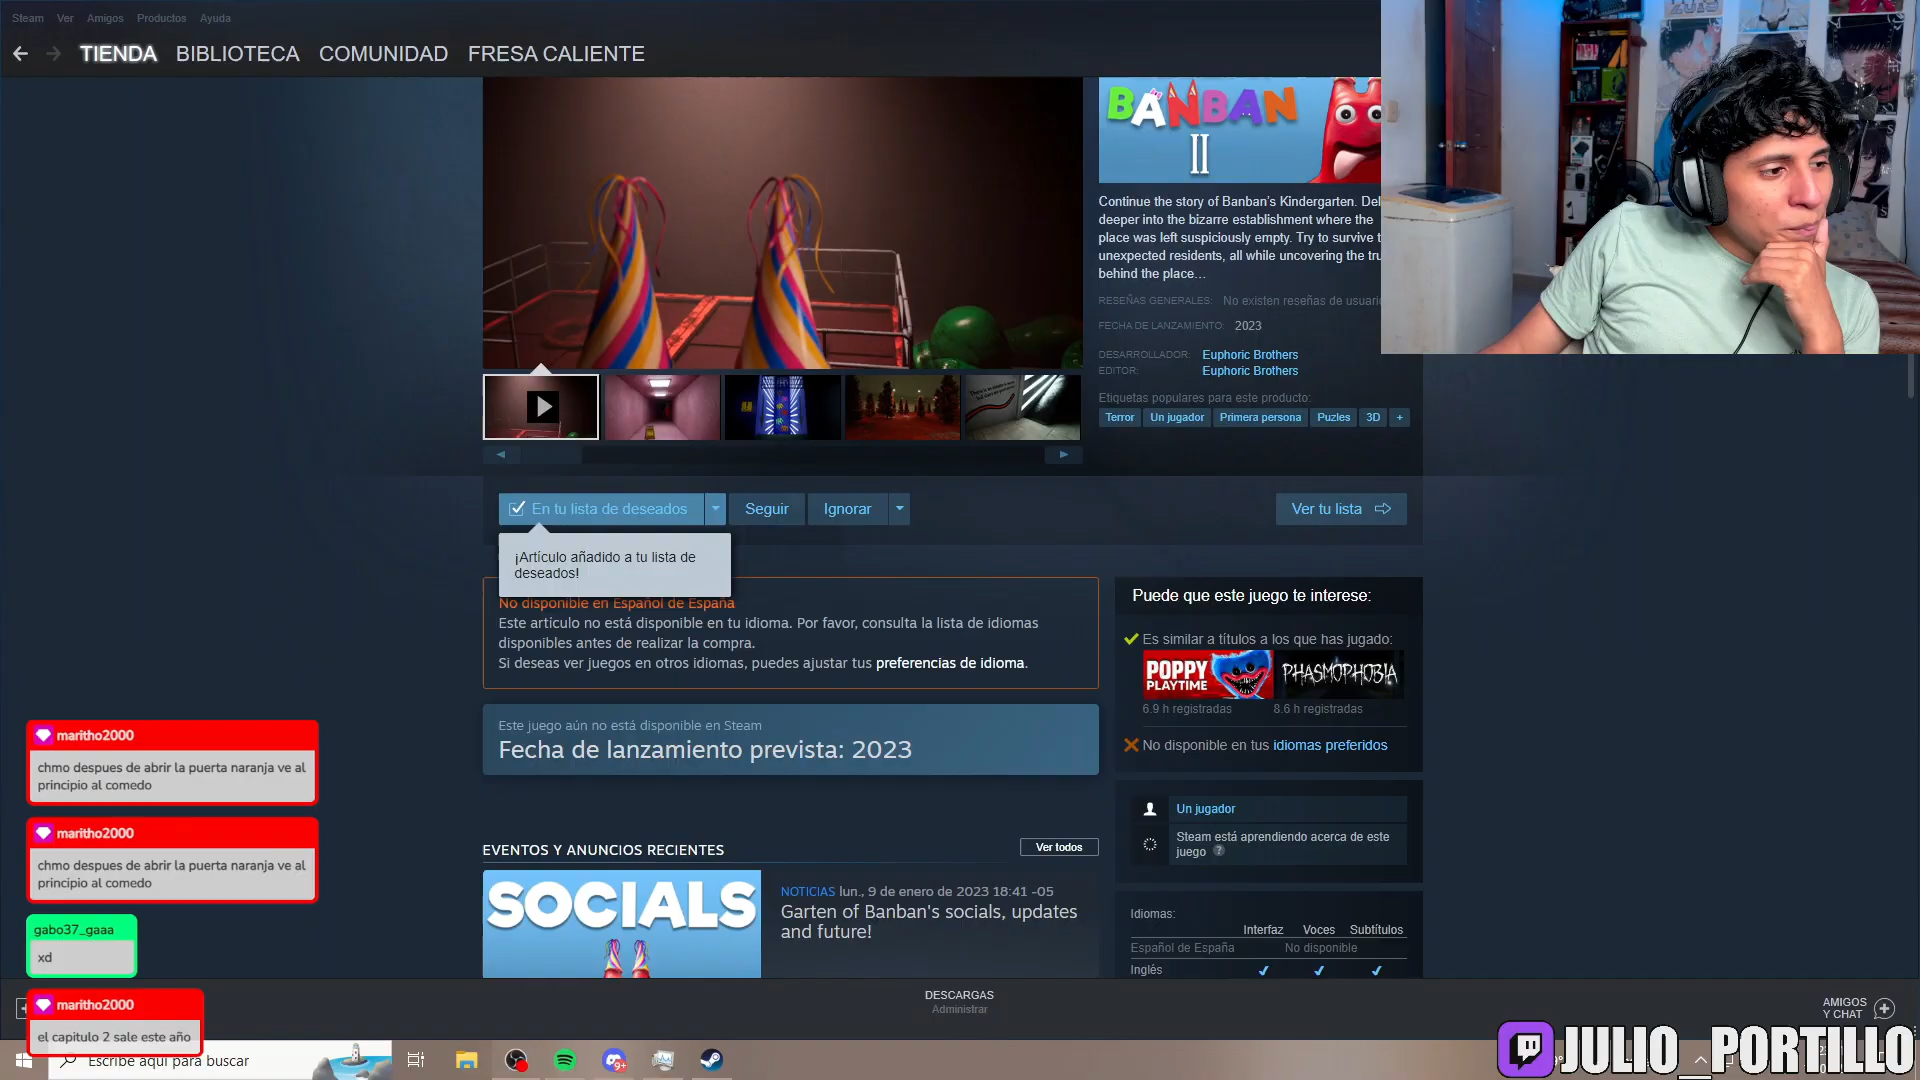 Steam Ver Amigos Productos Ayuda
TIENDA BIBLIOTECA COMUNIDAD FRESA CALIENTE
BANBAN
II
Continue the story of Banban's Kindergarten. Del
deeper into the bizarre establishment where the
place was left suspiciously empty. Try to survive t
unexpected residents, all while uncovering the tru
behind the place...
RESEÑAS GENERALES: No existen reseñas de usuari
FECHA DE LANZAMIENTO: 2023
DESARROLLADOR: Euphoric Brothers
EDITOR: Euphoric Brothers
Etiquetas populares para este producto:
Terror Un jugador Primera persona Puzles 3D +
En tu lista de deseados Seguir Ignorar Ver tu lista
¡Artículo añadido a tu lista de
deseados!
No disponible en Español de España
Este artículo no está disponible en tu idioma. Por favor, consulta la lista de idiomas
disponibles antes de realizar la compra.
Si deseas ver juegos en otros idiomas, puedes ajustar tus preferencias de idioma.
Este juego aún no está disponible en Steam
Fecha de lanzamiento prevista: 2023
Puede que este juego te interese:
Es similar a títulos a los que has jugado:
POPPY
PLAYTIME
PHASMOPHOBIA
6.9 h registradas 8.6 h registradas
No disponible en tus idiomas preferidos
Un jugador
Steam está aprendiendo acerca de este
juego ?
EVENTOS Y ANUNCIOS RECIENTES Ver todos
SOCIALS
NOTICIAS lun., 9 de enero de 2023 18:41 -05
Garten of Banban's socials, updates
and future!
Idiomas:
Interfaz Voces Subtítulos
Español de España No disponible
Inglés
maritho2000
chmo despues de abrir la puerta naranja ve al
principio al comedo
maritho2000
chmo despues de abrir la puerta naranja ve al
principio al comedo
gabo37_gaaa
xd
maritho2000
el capitulo 2 sale este año
DESCARGAS
Administrar
AMIGOS
Y CHAT
Escribe aquí para buscar
9+
JULIO_PORTILLO